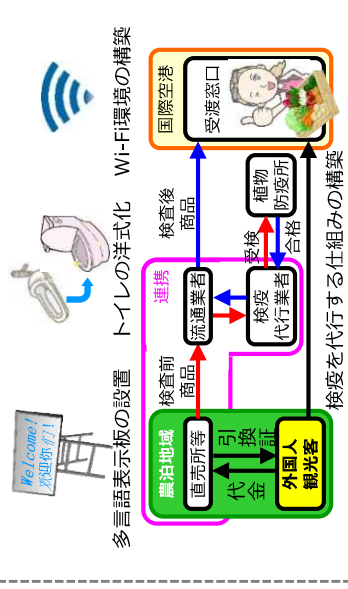 Welcome!
欢迎你们!
多言語表示板の設置
トイレの洋式化
Wi-Fi環境の構築
農泊地域
直売所等
代金
引換証
外国人
観光客
検査前
商品
連携
流通業者
検疫
代行業者
受検
合格
植物
防疫所
検査後
商品
国際空港
受渡窓口
検疫を代行する仕組みの構築